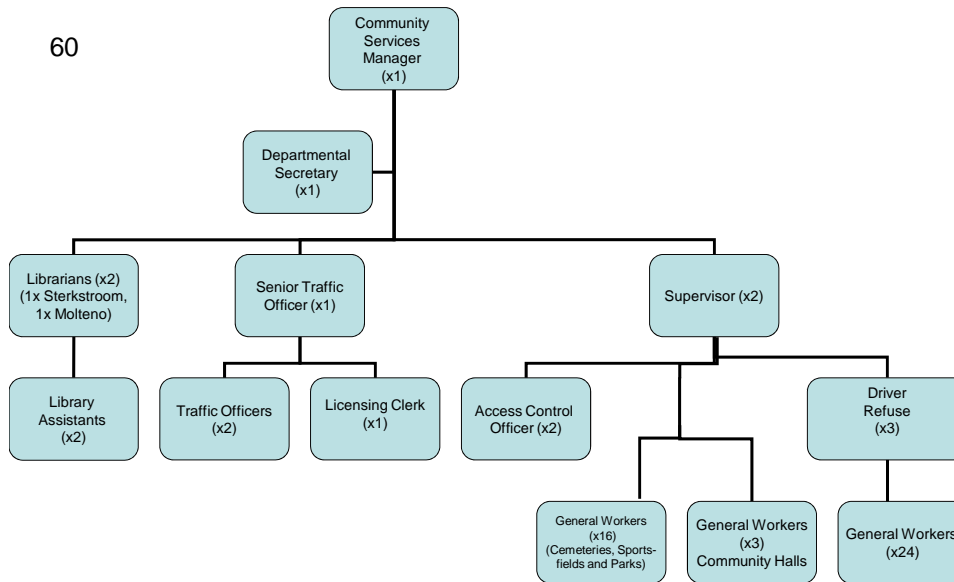 60
Community
Services
Manager
(x1)
Departmental
Secretary
(x1)
Librarians (x2)
(1x Sterkstroom,
1x Molteno)
Senior Traffic
Officer (x1)
Supervisor (x2)
Library
Assistants
(x2)
Traffic Officers
(x2)
Licensing Clerk
(x1)
Access Control
Officer (x2)
Driver
Refuse
(x3)
General Workers
(x16)
(Cemeteries, Sports-
fields and Parks)
General Workers
(x3)
Community Halls
General Workers
(x24)